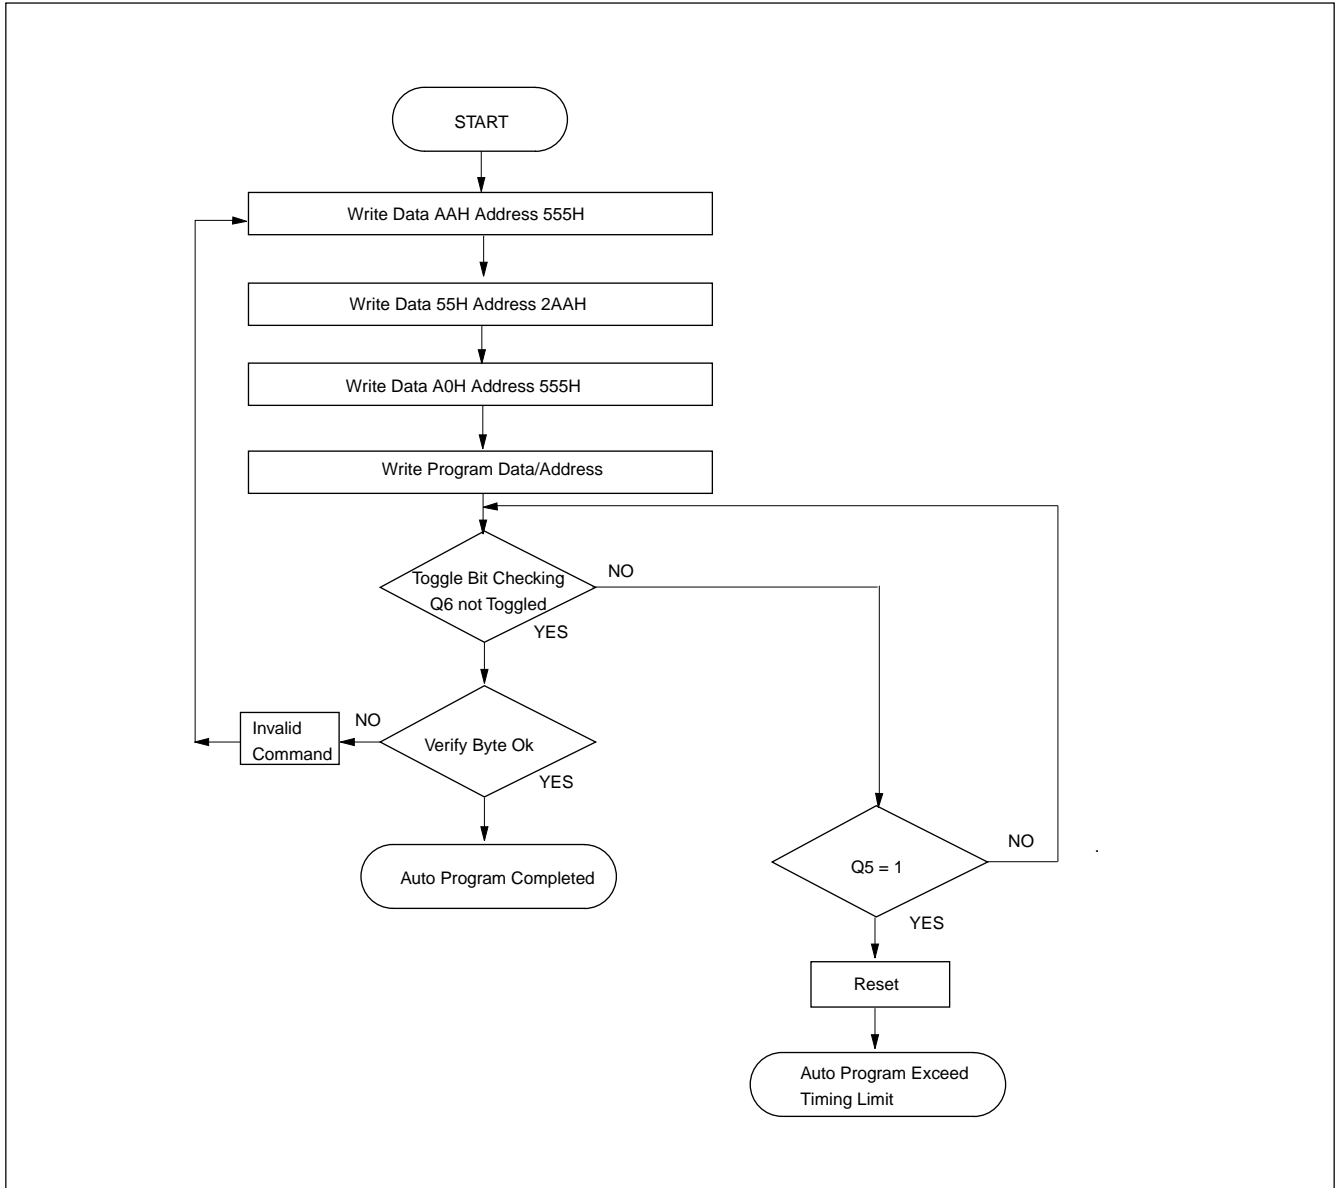 START
Write Data AAH Address 555H
Write Data 55H Address 2AAH
Write Data A0H Address 555H
Write Program Data/Address
Toggle Bit Checking
Q6 not Toggled
NO
YES
Invalid
Command
NO
Verify Byte Ok
YES
Auto Program Completed
Q5 = 1
NO
.
YES
Reset
Auto Program Exceed
Timing Limit